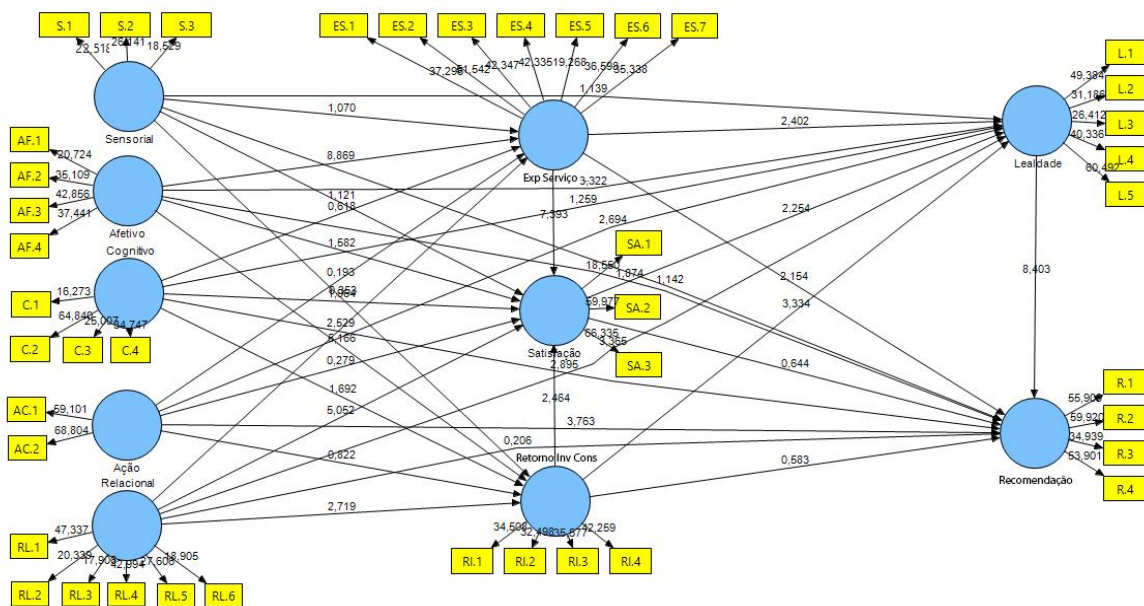 S.1
S.2
S.3
ES.1
ES.2
ES.3
ES.4
ES.5
ES.6
ES.7
22,518
26,141
18,529
37,296
51,542
42,347
42,335
19,268
36,598
35,338
Sensorial
Exp Serviço
Lealdade
L.1
L.2
L.3
L.4
L.5
49,384
31,186
26,412
40,336
60,492
1,139
1,070
2,402
AF.1
AF.2
AF.3
AF.4
20,724
35,109
42,856
37,441
Afetivo
8,869
1,121
0,618
3,322
1,259
7,393
2,694
2,254
1,582
Cognitivo
C.1
C.2
C.3
C.4
16,273
64,840
25,007
34,747
0,193
SA.1
SA.2
SA.3
18,550
59,977
66,335
1,874
1,142
2,154
3,334
8,403
Satisfação
2,529
0,279
3,365
2,895
0,644
1,692
2,464
5,052
AC.1
AC.2
59,101
68,804
Ação
3,763
0,206
0,822
Retorno Inv Cons
0,583
Relacional
2,719
RL.1
RL.2
RL.3
RL.4
RL.5
RL.6
47,337
20,339
42,994
27,606
18,905
RI.1
RI.2
RI.3
RI.4
34,508
32,498
35,877
42,259
Recomendação
R.1
R.2
R.3
R.4
59,920
34,939
53,901